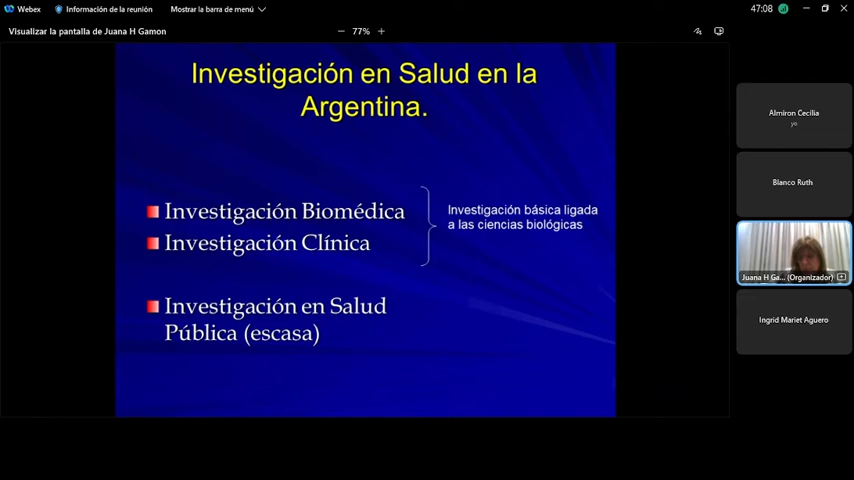 Webex
Información de la reunión
Mostrar la barra de menú
47:08
Visualizar la pantalla de Juana H Gamon
77%
Investigación en Salud en la
Argentina.
Investigación Biomédica
Investigación Clínica
Investigación básica ligada
a las ciencias biológicas
Investigación en Salud
Pública (escasa)
Almiron Cecilia
yo
Blanco Ruth
Juana H Ga... (Organizador)
Ingrid Mariet Aguero